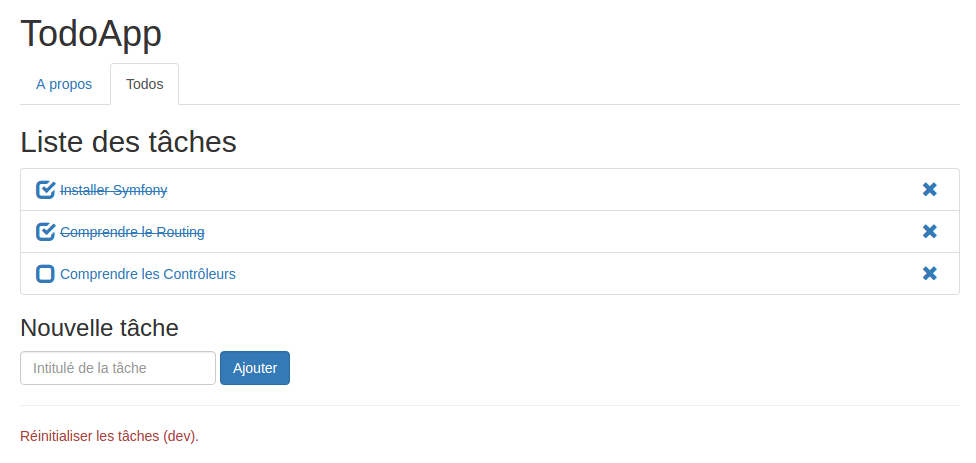 TodoApp
A propos
Todos
Liste des tâches
Installer Symfony
Comprendre le Routing
Comprendre les Contrôleurs
Nouvelle tâche
Intitulé de la tâche
Ajouter
Réinitialiser les tâches (dev).